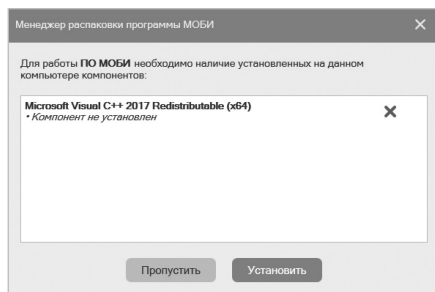 Менеджер распаковки программы МОБИ
Для работы ПО МОБИ необходимо наличие установленных на данном
компьютере компонентов:
Microsoft Visual C++ 2017 Redistributable (x64)
• Компонент не установлен
Пропустить
Установить